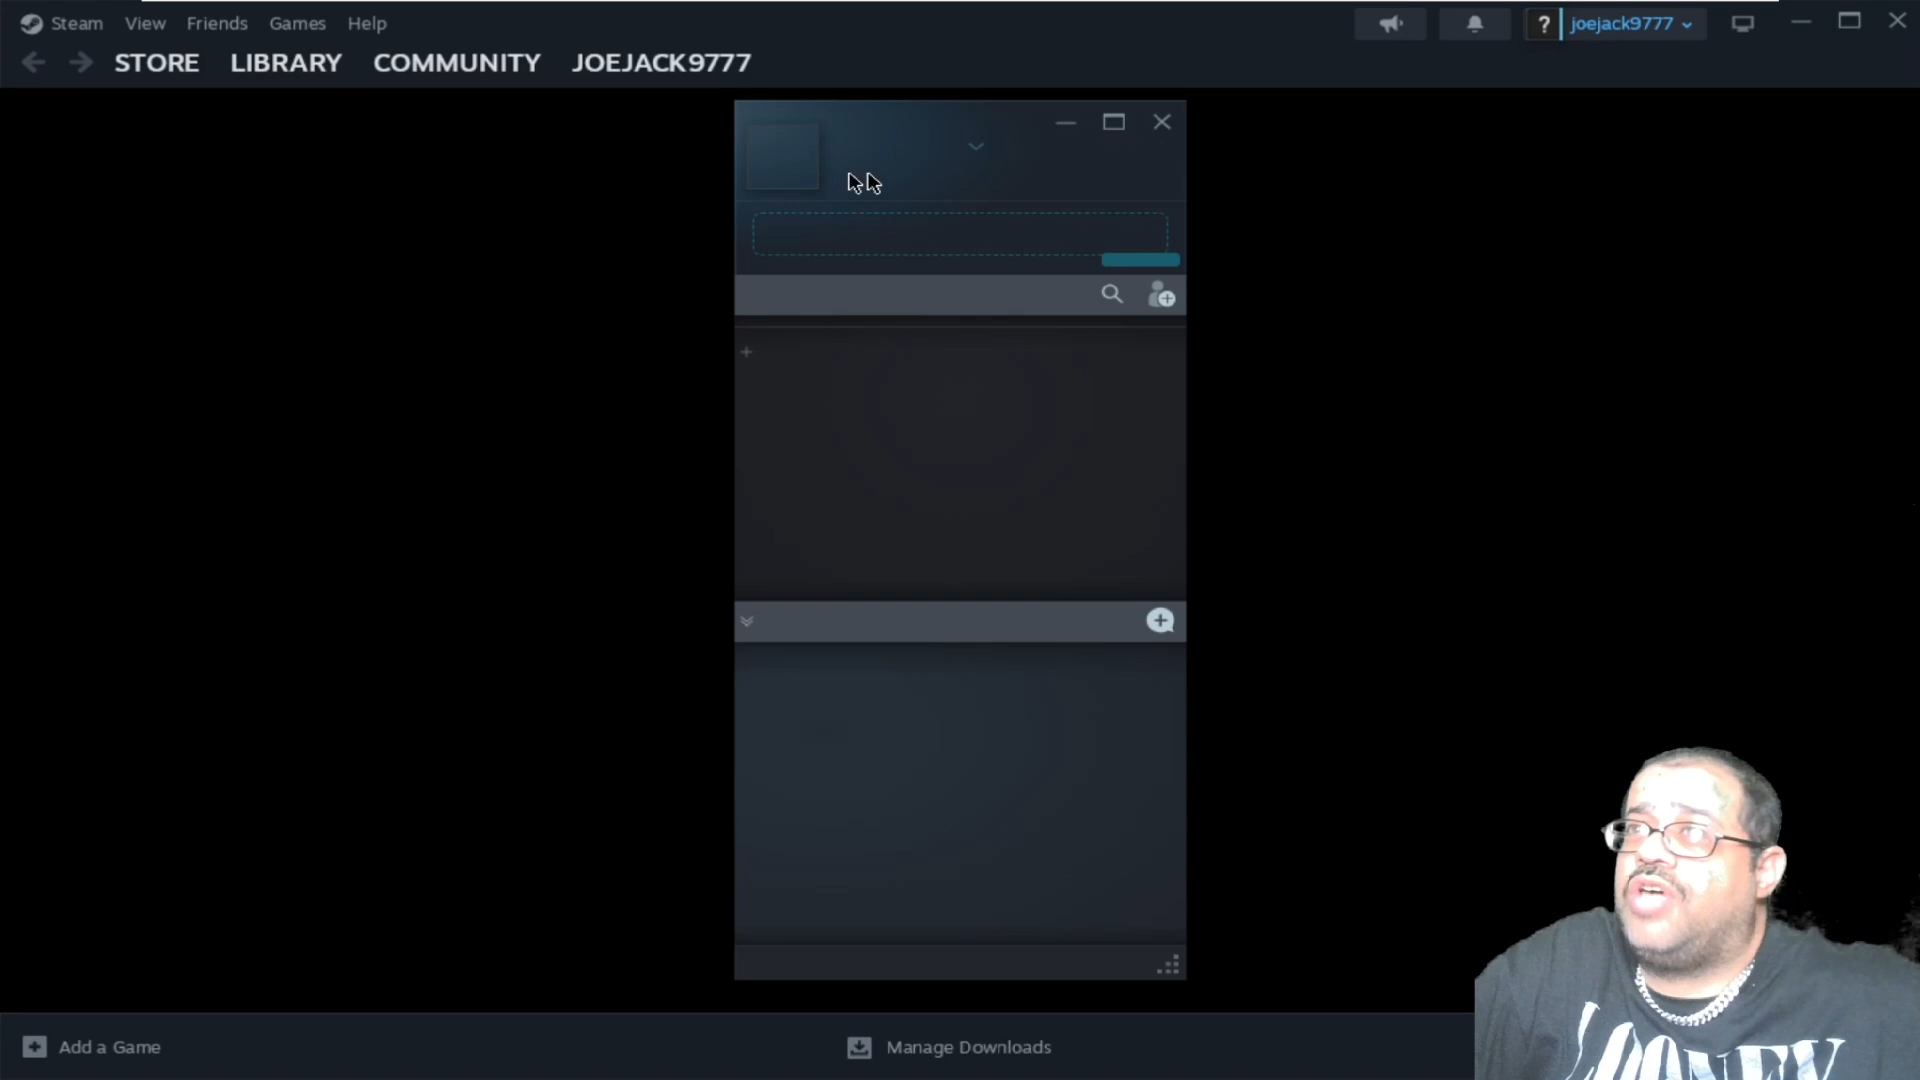 Steam View Friends Games Help
? joejack9777
STORE LIBRARY COMMUNITY JOEJACK9777
Add a Game
Manage Downloads